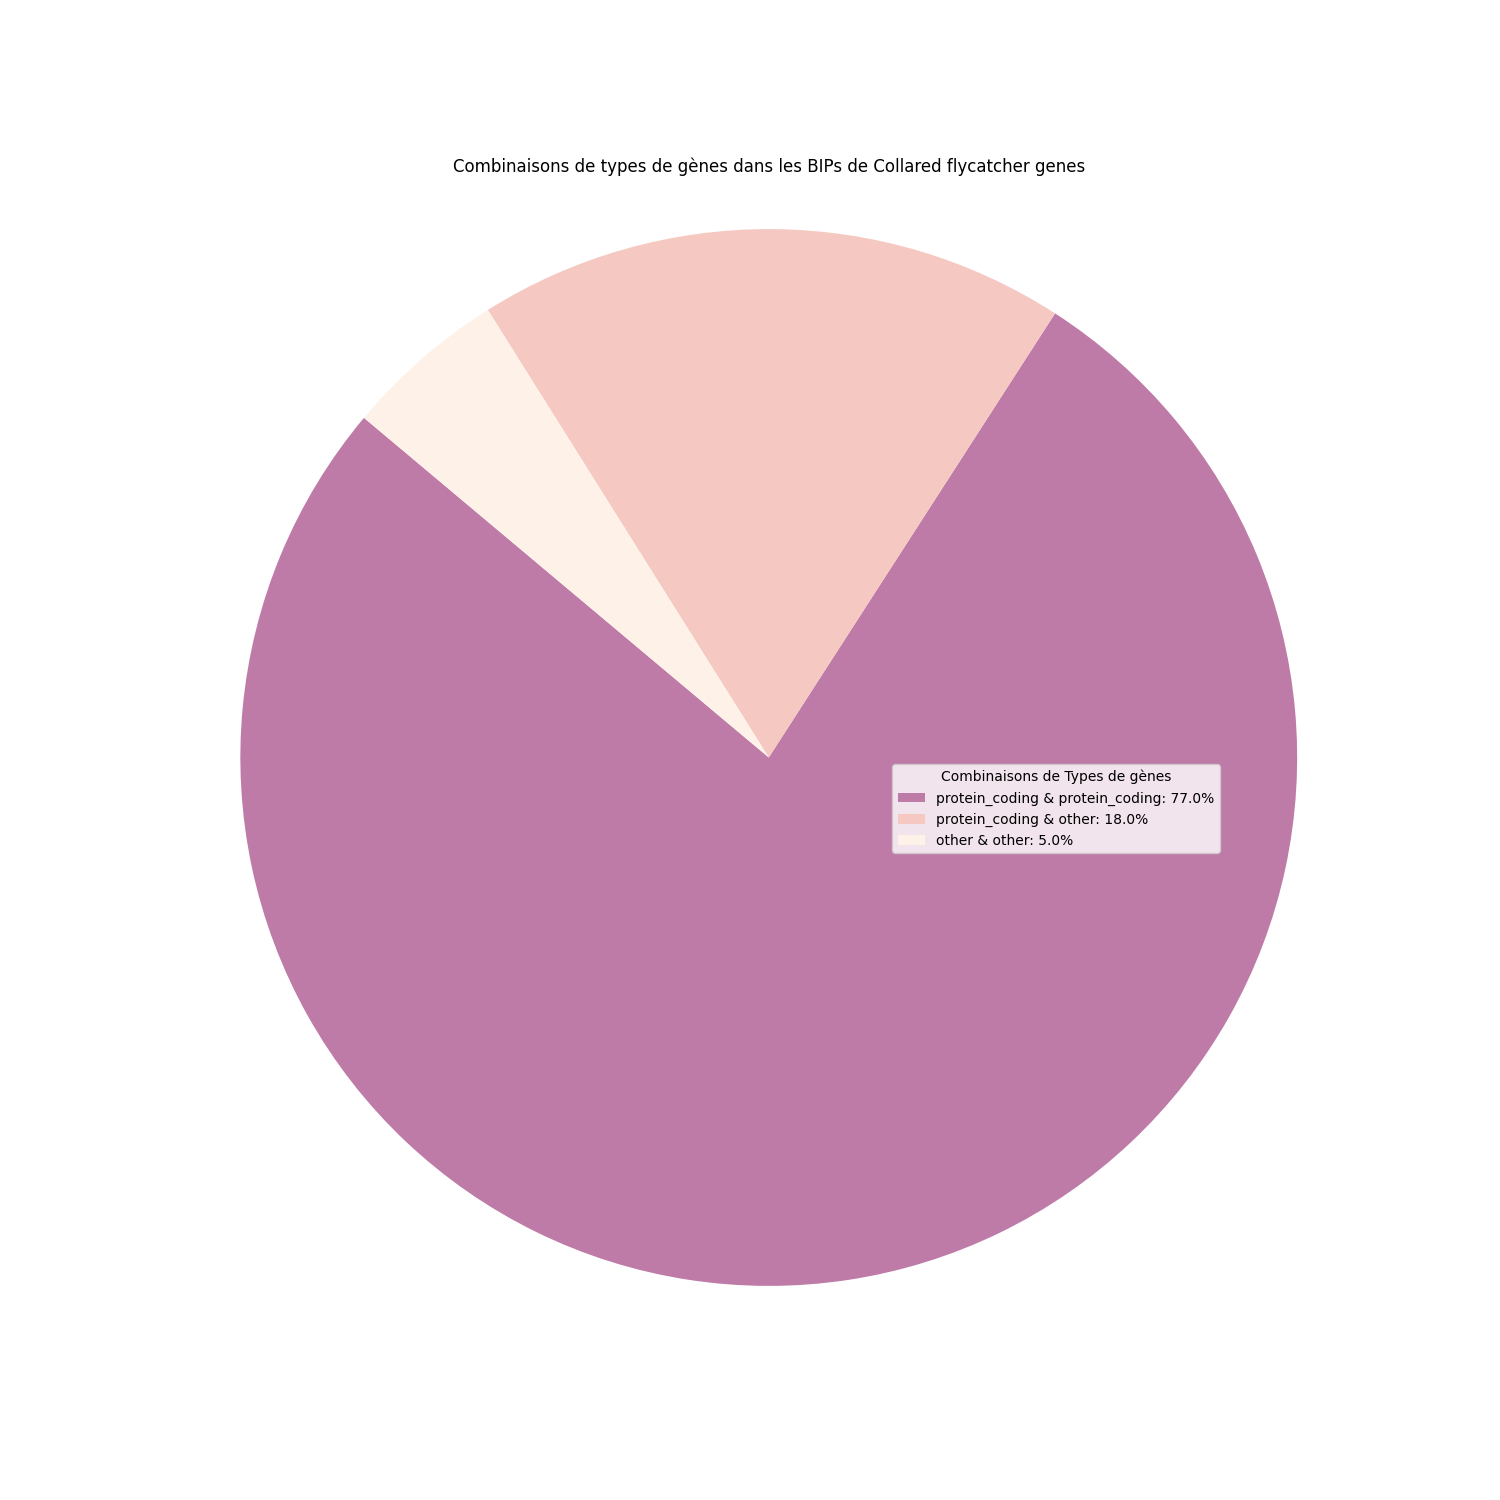 Combinaisons de types de gènes dans les BIPs de Collared flycatcher genes
Combinaisons de Types de gènes
protein_coding & protein_coding: 77.0%
protein_coding & other: 18.0%
other & other: 5.0%